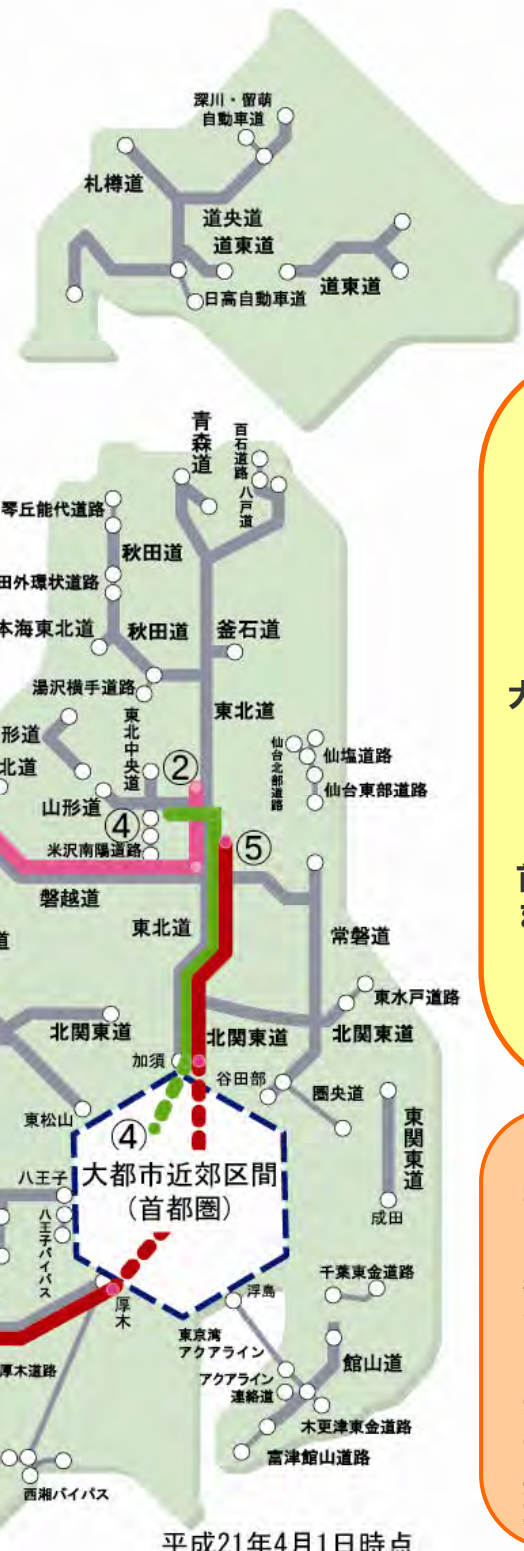 深川・留萌
自動車道
札樽道
道央道
道東道
道東道
日高自動車道
青森道
百石道路
八戸道
琴丘能代道路
秋田道
田外環状道路
本海東北道
秋田道
釜石道
湯沢横手道路
東北中央道
東北道
形道
北道
②
仙台北部道路
仙塩道路
仙台東部道路
山形道
④
米沢南陽道路
⑤
磐越道
東北道
常磐道
道
東水戸道路
北関東道
北関東道
北関東道
加須
谷田部
圏央道
東松山
④
東関東道
大都市近郊区間
（首都圏）
八王子
八王子バイパス
成田
千葉東金道路
厚木
浮島
東京湾
アクアライン
館山道
厚木道路
アクアライン
連絡道
木更津東金道路
富津館山道路
西湘バイパス
平成21年4月1日時点